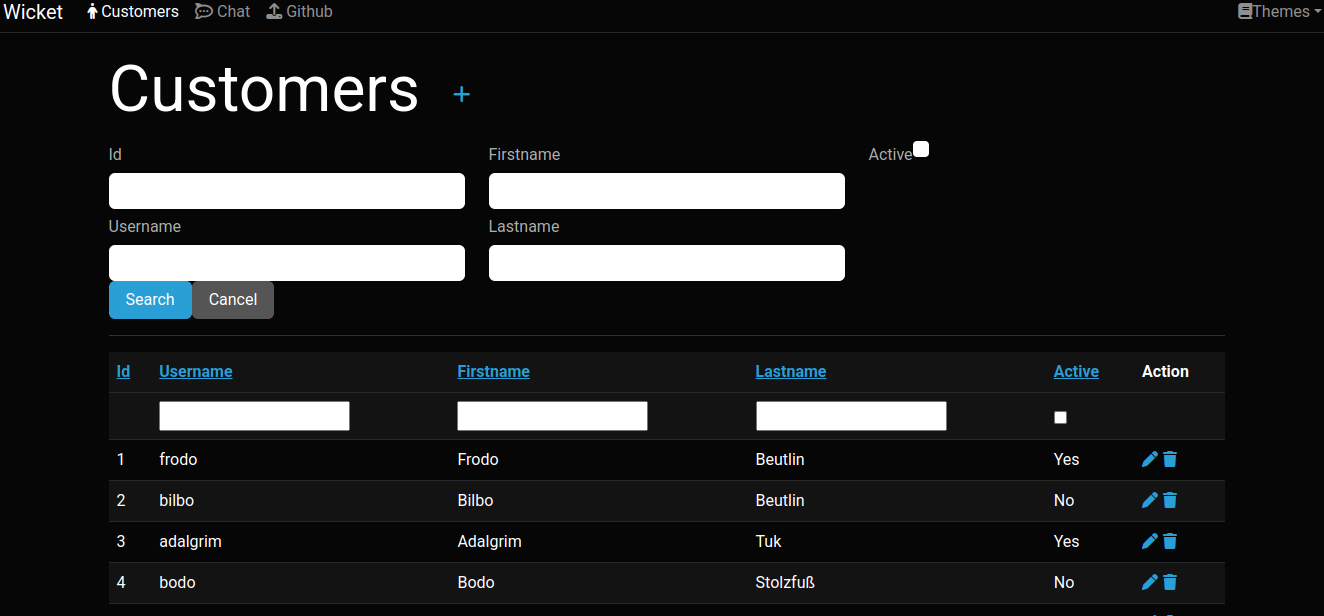 Wicket Customers Chat Github Themes
Customers +
Id Firstname Active
Username Lastname
Search Cancel
Id Username Firstname Lastname Active Action
1 frodo Frodo Beutlin Yes
2 bilbo Bilbo Beutlin No
3 adalgrim Adalgrim Tuk Yes
4 bodo Bodo Stolzfuß No